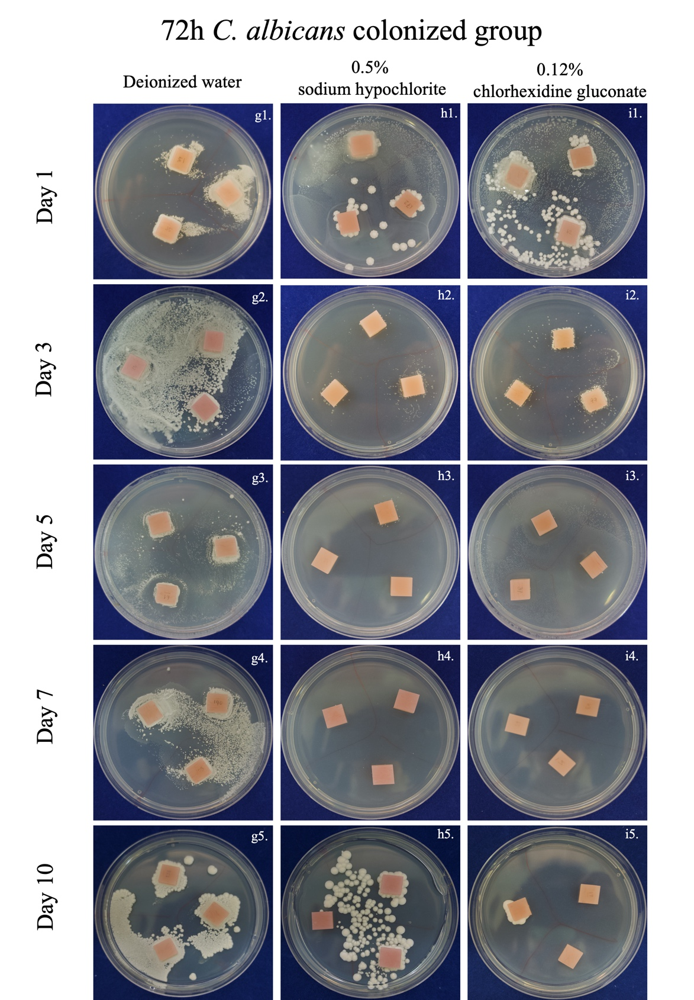 72h C. albicans colonized group
Deionized water
0.5%
sodium hypochlorite
0.12%
chlorhexidine gluconate
Day 1
g1.
h1.
i1.
Day 3
g2.
h2.
i2.
Day 5
g3.
h3.
i3.
Day 7
g4.
h4.
i4.
Day 10
g5.
h5.
i5.